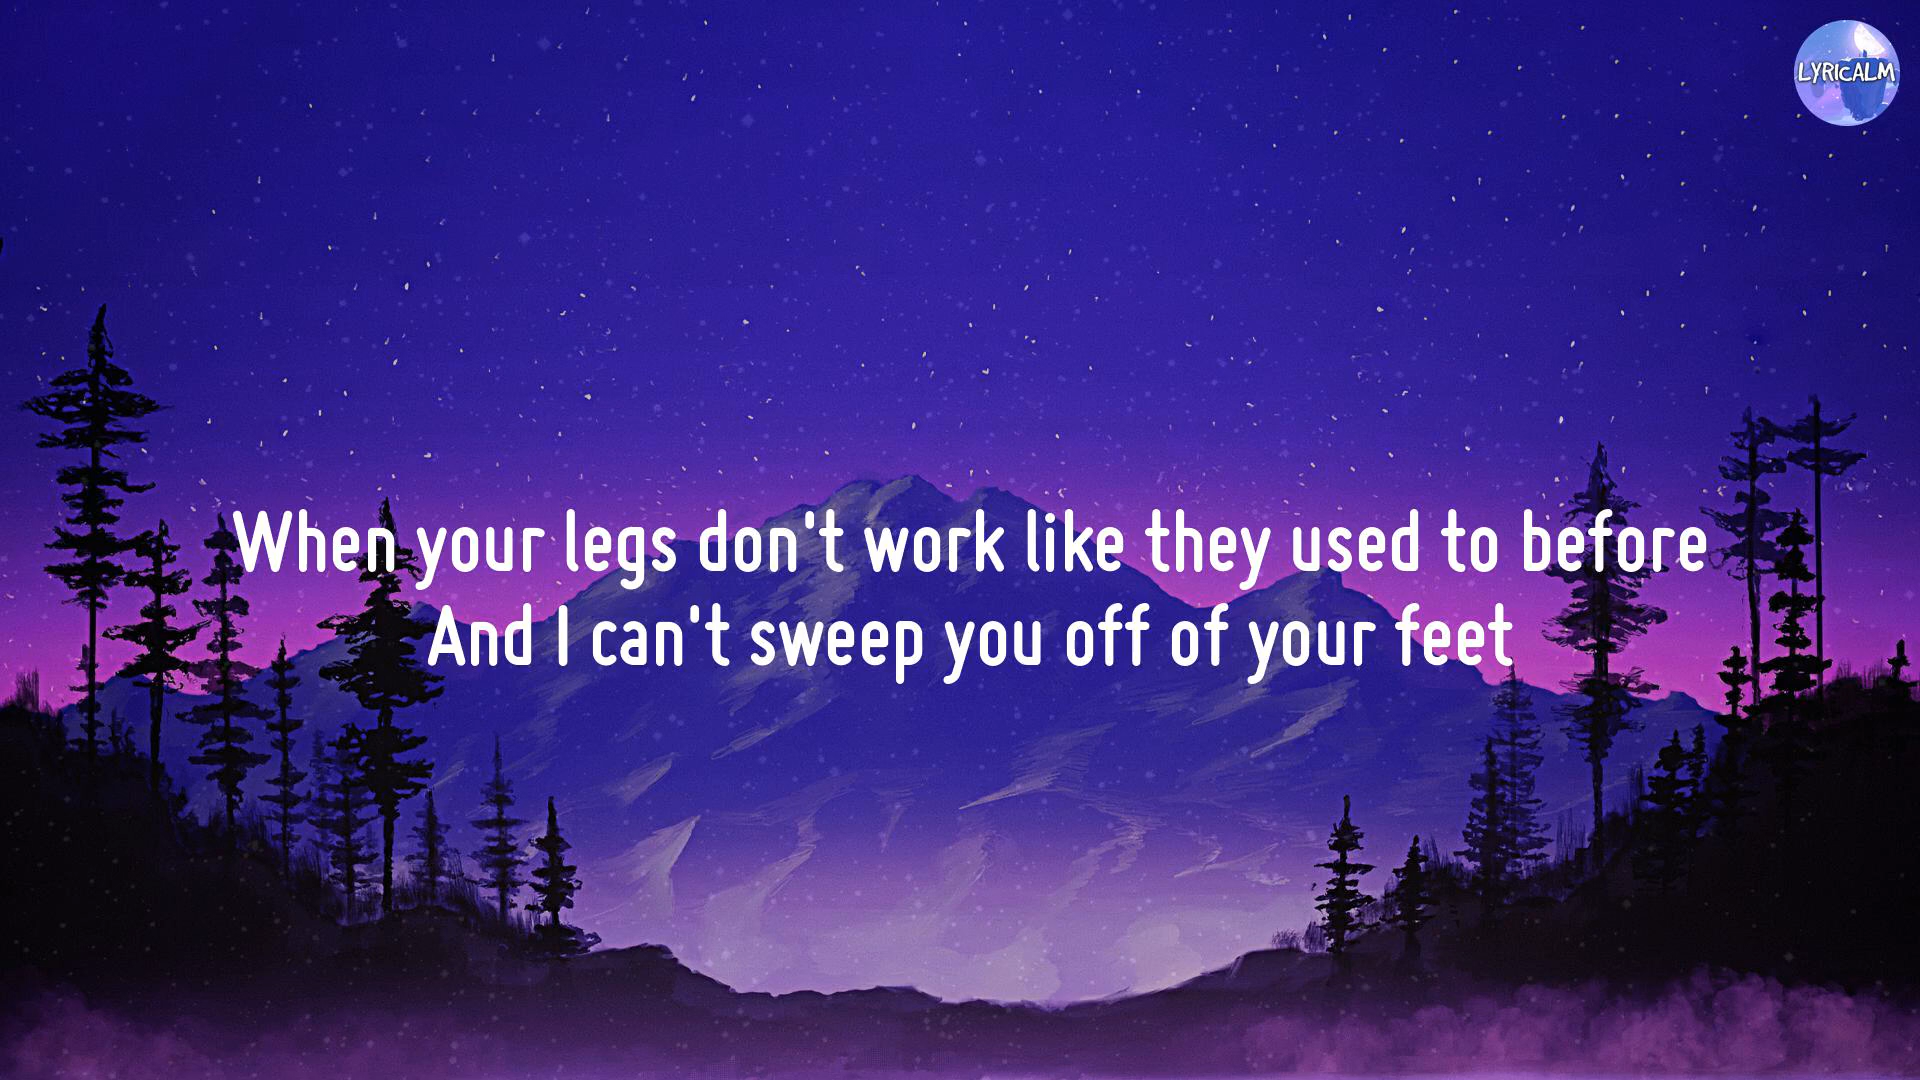 LYRICALM
When your legs don't work like they used to before
And I can't sweep you off of your feet